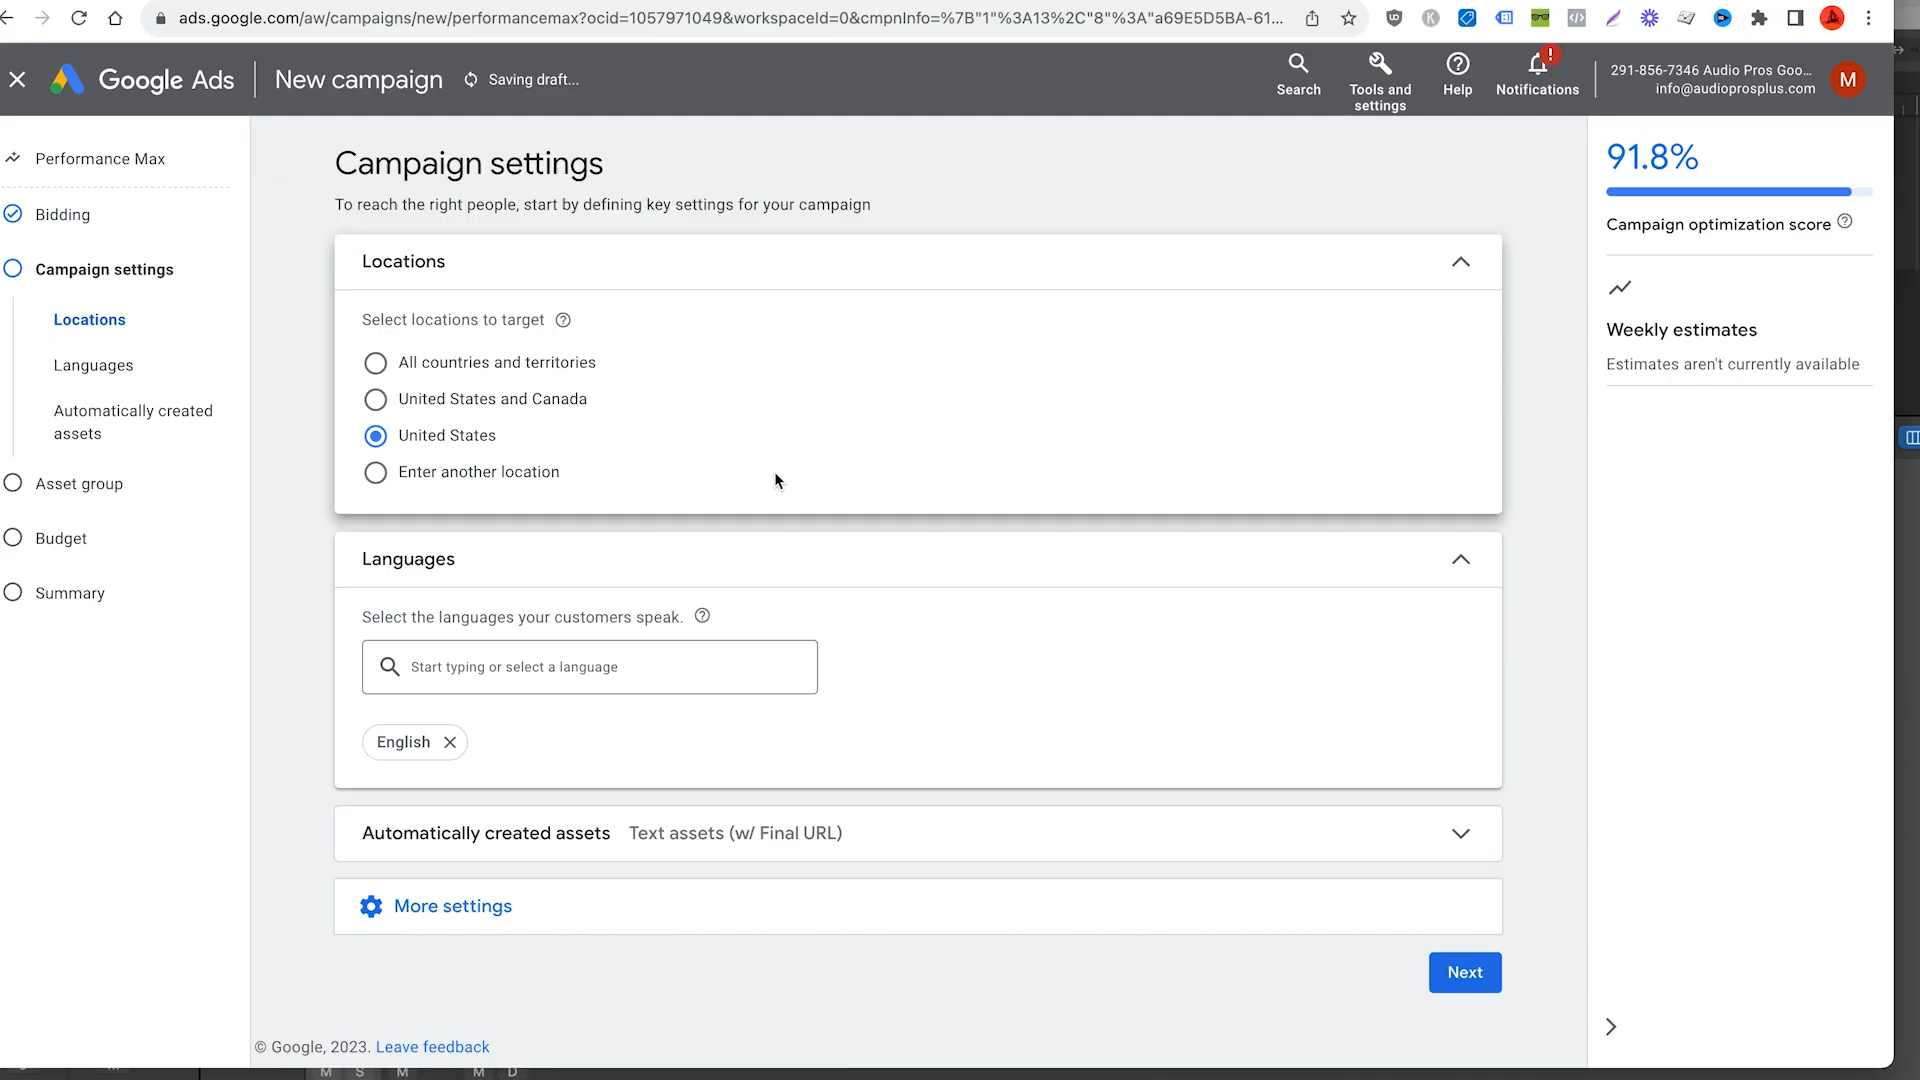 ads.google.com/aw/campaigns/new/performancemax?ocid=1057971049&workspaceId=0&cmpnInfo=%7B"1"%3A13%2C"8"%3A"a69E5D5BA-61...
Google Ads
New campaign
Saving draft...
Search
Tools and
settings
Help
Notifications
291-856-7346 Audio Pros Goo...
info@audioprosplus.com
M
Performance Max
Bidding
Campaign settings
Locations
Languages
Automatically created
assets
Asset group
Budget
Summary
Campaign settings
To reach the right people, start by defining key settings for your campaign
Locations
Select locations to target
All countries and territories
United States and Canada
United States
Enter another location
Languages
Select the languages your customers speak.
Start typing or select a language
English
Automatically created assets Text assets (w/ Final URL)
More settings
Next
© Google, 2023. Leave feedback
91.8%
Campaign optimization score
Weekly estimates
Estimates aren't currently available
M S M M D